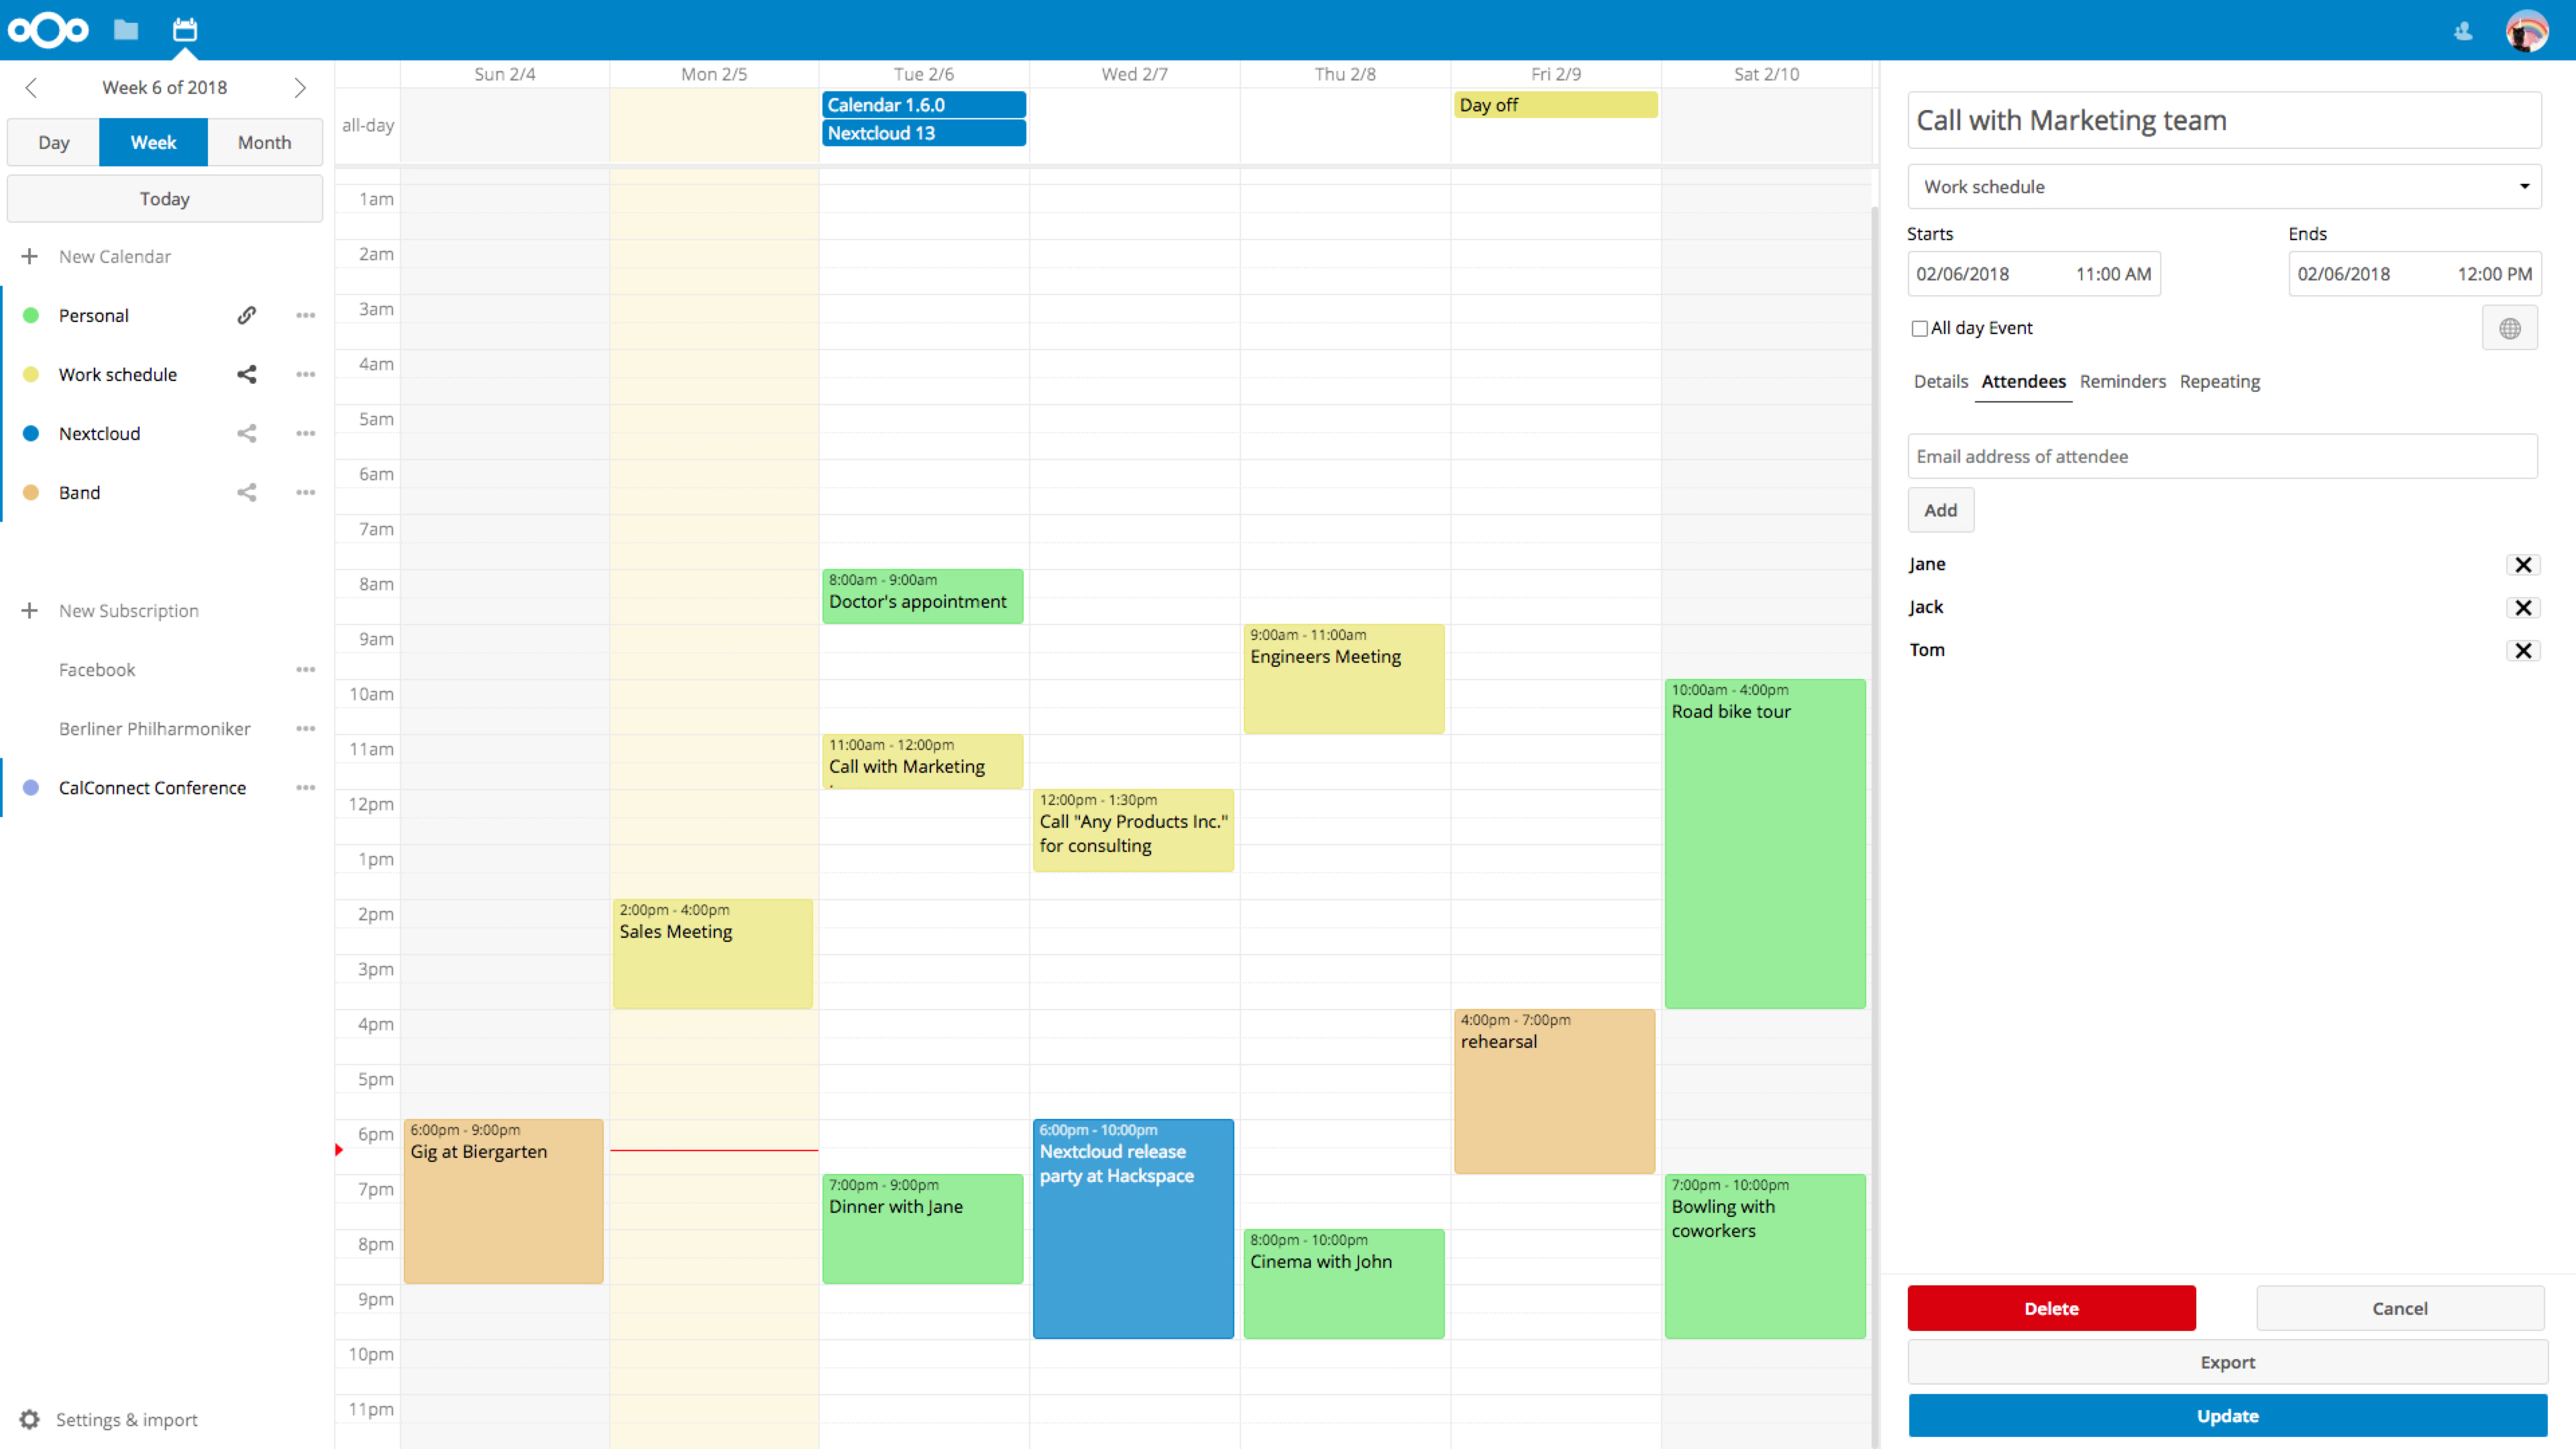 Week 6 of 2018
Day
Week
Month
Today
New Calendar
Personal
Work schedule
Nextcloud
Band
New Subscription
Facebook
Berliner Philharmoniker
CalConnect Conference
Settings & import
Sun 2/4
Mon 2/5
Tue 2/6
Wed 2/7
Thu 2/8
Fri 2/9
Sat 2/10
all-day
Calendar 1.6.0
Nextcloud 13
Day off
1am
2am
3am
4am
5am
6am
7am
8am
9am
10am
11am
12pm
1pm
2pm
3pm
4pm
5pm
6pm
7pm
8pm
9pm
10pm
11pm
6:00pm - 9:00pm
Gig at Biergarten
2:00pm - 4:00pm
Sales Meeting
8:00am - 9:00am
Doctor's appointment
11:00am - 12:00pm
Call with Marketing
7:00pm - 9:00pm
Dinner with Jane
12:00pm - 1:30pm
Call "Any Products Inc."
for consulting
6:00pm - 10:00pm
Nextcloud release
party at Hackspace
9:00am - 11:00am
Engineers Meeting
8:00pm - 10:00pm
Cinema with John
4:00pm - 7:00pm
rehearsal
10:00am - 4:00pm
Road bike tour
7:00pm - 10:00pm
Bowling with
coworkers
Call with Marketing team
Work schedule
Starts
Ends
02/06/2018 11:00 AM
02/06/2018 12:00 PM
All day Event
Details Attendees Reminders Repeating
Email address of attendee
Add
Jane
Jack
Tom
Delete
Cancel
Export
Update